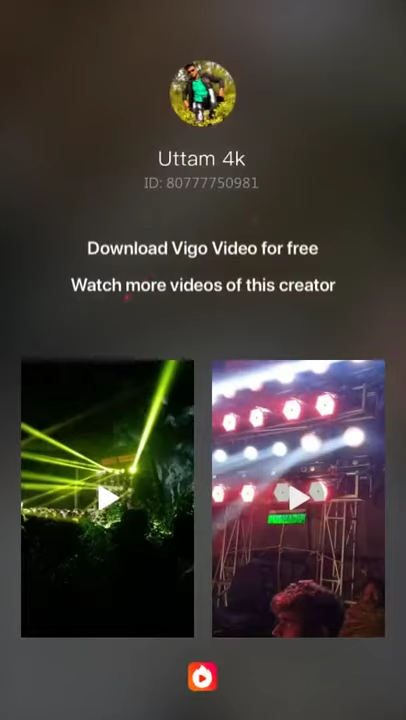 Uttam 4k
ID: 80777750981
Download Vigo Video for free
Watch more videos of this creator